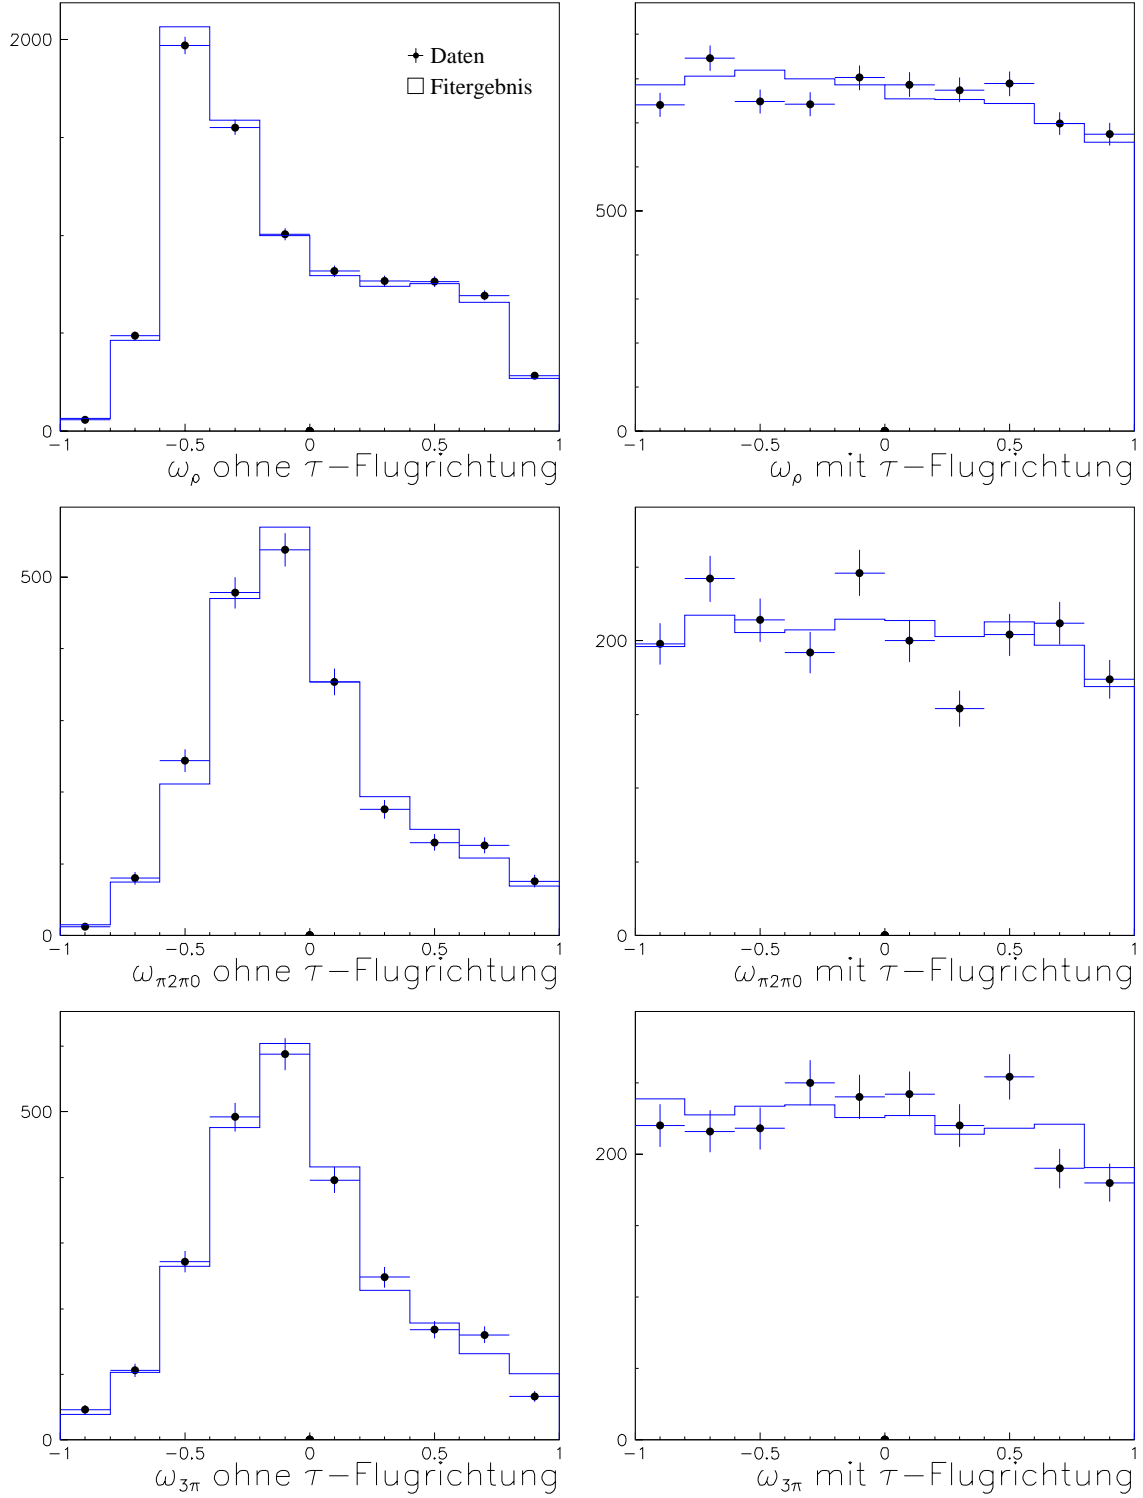 2000
0
Daten
Fitergebnis
−1 −0.5 0 0.5 1
ω_ρ ohne τ−Flugrichtung
500
0
−1 −0.5 0 0.5 1
ω_ρ mit τ−Flugrichtung
500
0
−1 −0.5 0 0.5 1
ω_π2π0 ohne τ−Flugrichtung
200
0
−1 −0.5 0 0.5 1
ω_π2π0 mit τ−Flugrichtung
500
0
−1 −0.5 0 0.5 1
ω_3π ohne τ−Flugrichtung
200
0
−1 −0.5 0 0.5 1
ω_3π mit τ−Flugrichtung